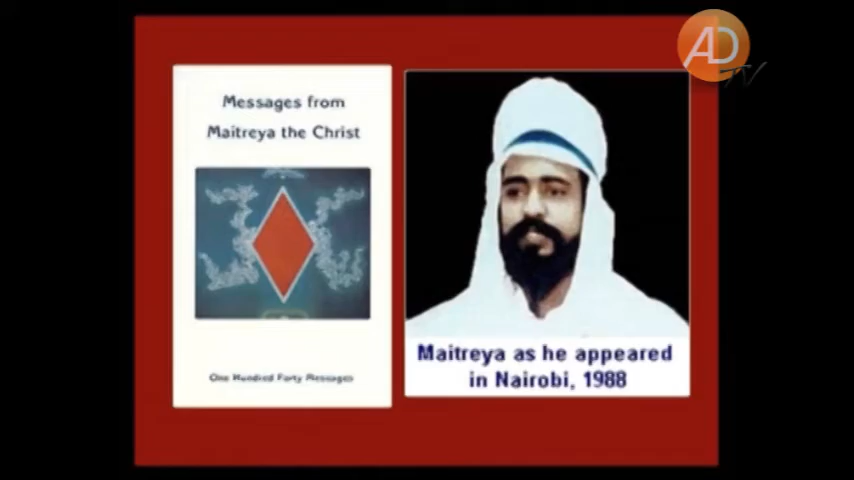 Messages from
Maitreya the Christ
One Hundred Forty Messages
Maitreya as he appeared
in Nairobi, 1988
AD
TV